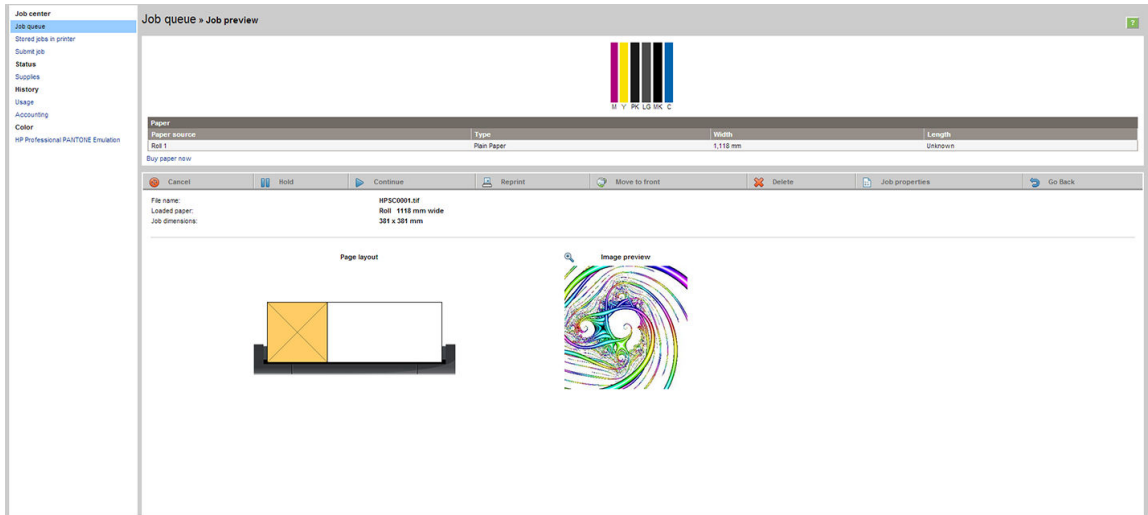 Job center
Job queue
Stored jobs in printer
Submit job
Status
Supplies
History
Usage
Accounting
Color
HP Professional PANTONE Emulation
Job queue » Job preview
?
M Y PK LG MK C
Paper
Paper source Type Width Length
Roll 1 Plain Paper 1,118 mm Unknown
Buy paper now
Cancel Hold Continue Reprint Move to front Delete Job properties Go Back
File name: HPSC0001.tif
Loaded paper: Roll 1118 mm wide
Job dimensions: 381 x 381 mm
Page layout Image preview